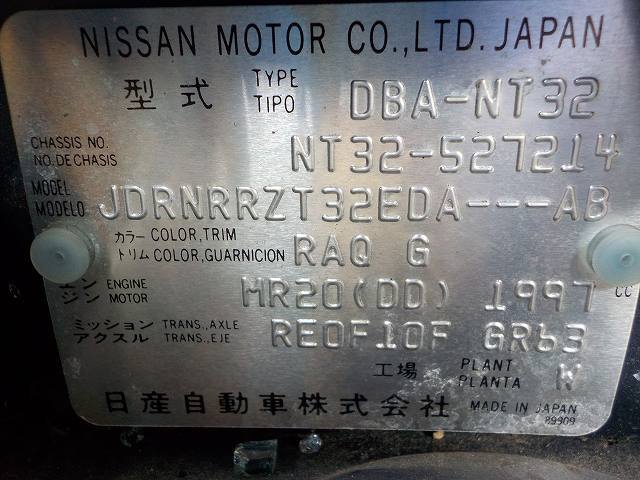 NISSAN MOTOR CO.,LTD. JAPAN
型式 TYPE TIPO DBA-NT32
CHASSIS NO. NO.DE CHASIS NT32-527214
MODEL MODELO JDRNRRZT32EDA---AB
カラー COLOR,TRIM
トリム COLOR,GUARNICION RAQ G
エンジン ENGINE MOTOR MR20(DD) 1997 CC
ミッション TRANS.,AXLE
アクスル TRANS.,EJE RE0F10F GR63
工場 PLANT PLANTA W
日産自動車株式会社 MADE IN JAPAN
89909